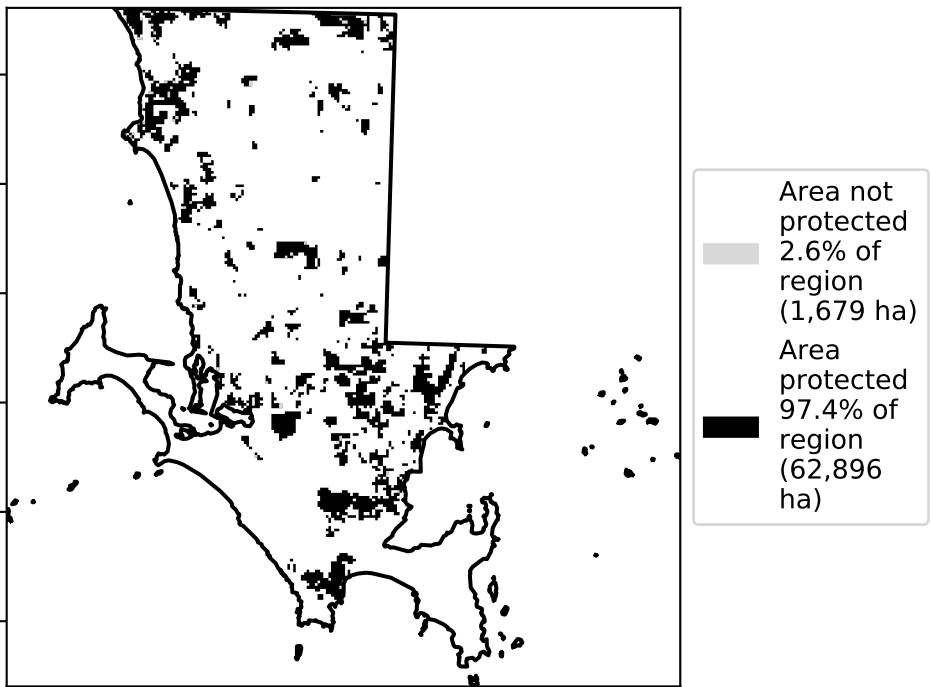 Area not
protected
2.6% of
region
(1,679 ha)
Area
protected
97.4% of
region
(62,896
ha)